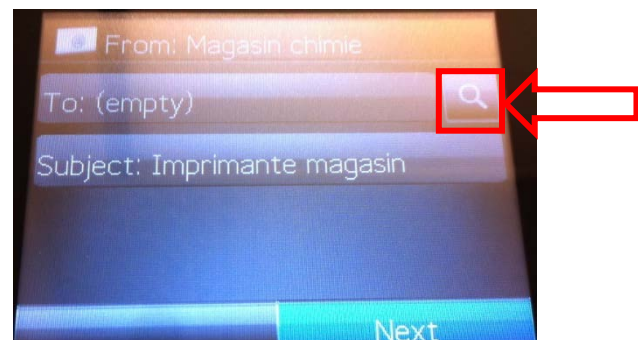 From: Magasin chimie
To: (empty)
Subject: Imprimante magasin
Next